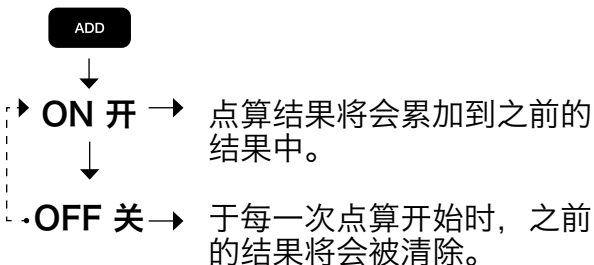 ADD
ON 开 点算结果将会累加到之前的
结果中。
OFF 关 于每一次点算开始时，之前
的结果将会被清除。